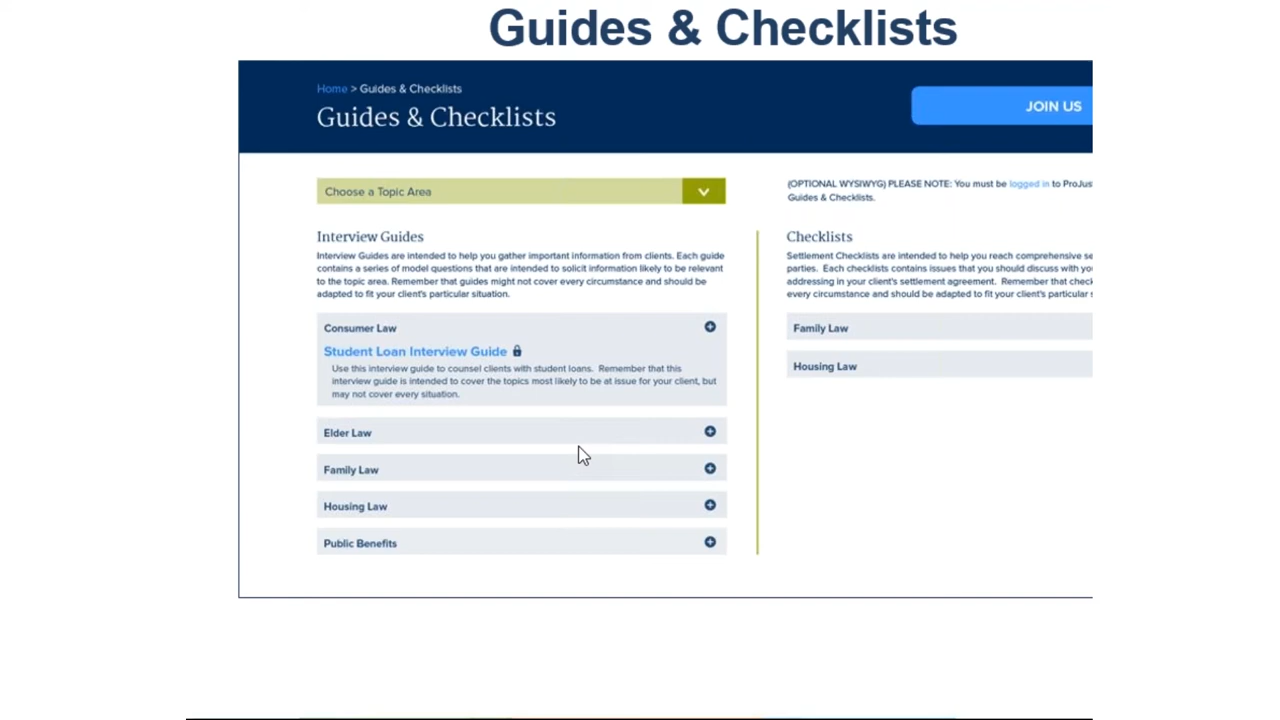 Guides & Checklists
Home > Guides & Checklists
Guides & Checklists
JOIN US
Choose a Topic Area
(OPTIONAL WYSIWYG) PLEASE NOTE: You must be logged in to ProJus
Guides & Checklists.
Interview Guides
Interview Guides are intended to help you gather important information from clients. Each guide
contains a series of model questions that are intended to solicit information likely to be relevant
to the topic area. Remember that guides might not cover every circumstance and should be
adapted to fit your client's particular situation.
Consumer Law
Student Loan Interview Guide
Use this interview guide to counsel clients with student loans. Remember that this
interview guide is intended to cover the topics most likely to be at issue for your client, but
may not cover every situation.
Elder Law
Family Law
Housing Law
Public Benefits
Checklists
Settlement Checklists are intended to help you reach comprehensive se
parties. Each checklists contains issues that you should discuss with yo
addressing in your client's settlement agreement. Remember that chec
every circumstance and should be adapted to fit your client's particular s
Family Law
Housing Law